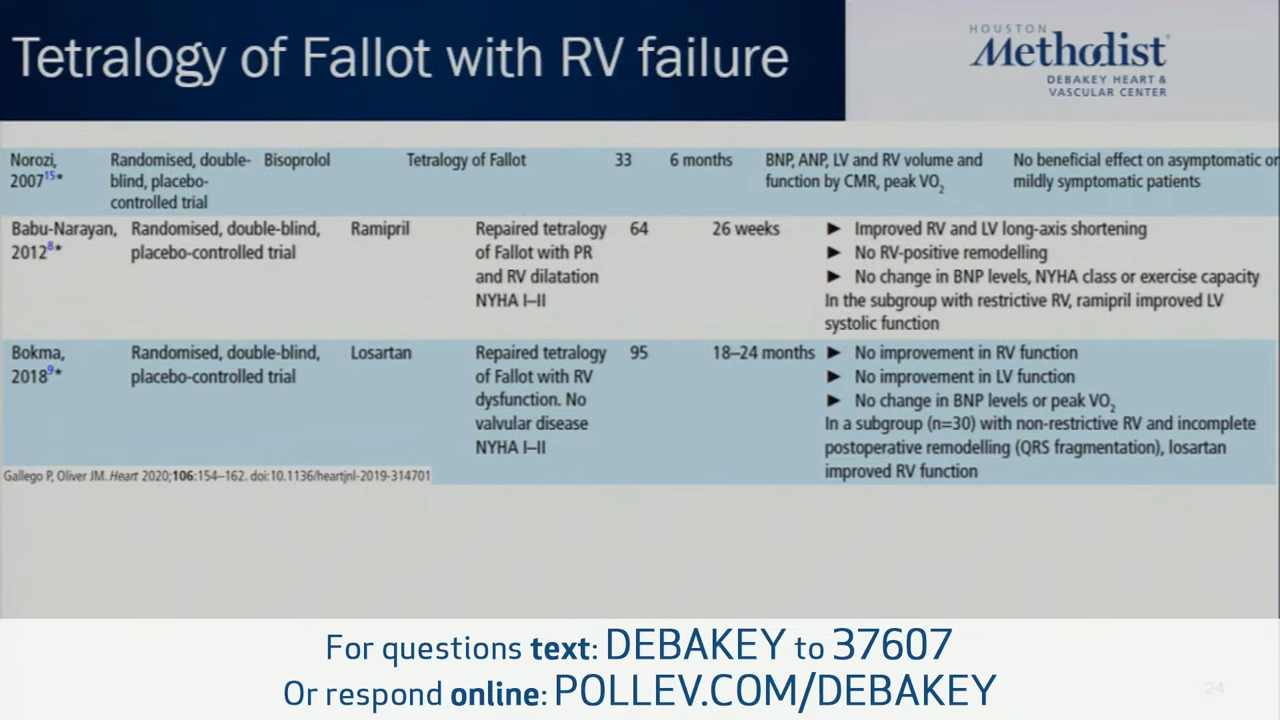 Tetralogy of Fallot with RV failure
HOUSTON
Methodist
DEBAKEY HEART &
VASCULAR CENTER
Norozi, Randomised, double- Bisoprolol Tetralogy of Fallot 33 6 months BNP, ANP, LV and RV volume and No beneficial effect on asymptomatic or
2007¹⁵* blind, placebo- function by CMR, peak VO₂ mildly symptomatic patients
controlled trial
Babu-Narayan, Randomised, double-blind, Ramipril Repaired tetralogy 64 26 weeks ► Improved RV and LV long-axis shortening
2012⁸* placebo-controlled trial of Fallot with PR ► No RV-positive remodelling
and RV dilatation ► No change in BNP levels, NYHA class or exercise capacity
NYHA I–II In the subgroup with restrictive RV, ramipril improved LV
systolic function
Bokma, Randomised, double-blind, Losartan Repaired tetralogy 95 18–24 months ► No improvement in RV function
2018⁹* placebo-controlled trial of Fallot with RV ► No improvement in LV function
dysfunction. No ► No change in BNP levels or peak VO₂
valvular disease In a subgroup (n=30) with non-restrictive RV and incomplete
NYHA I–II postoperative remodelling (QRS fragmentation), losartan
improved RV function
Gallego P, Oliver JM. Heart 2020;106:154–162. doi:10.1136/heartjnl-2019-314701
For questions text: DEBAKEY to 37607
Or respond online: POLLEV.COM/DEBAKEY
24